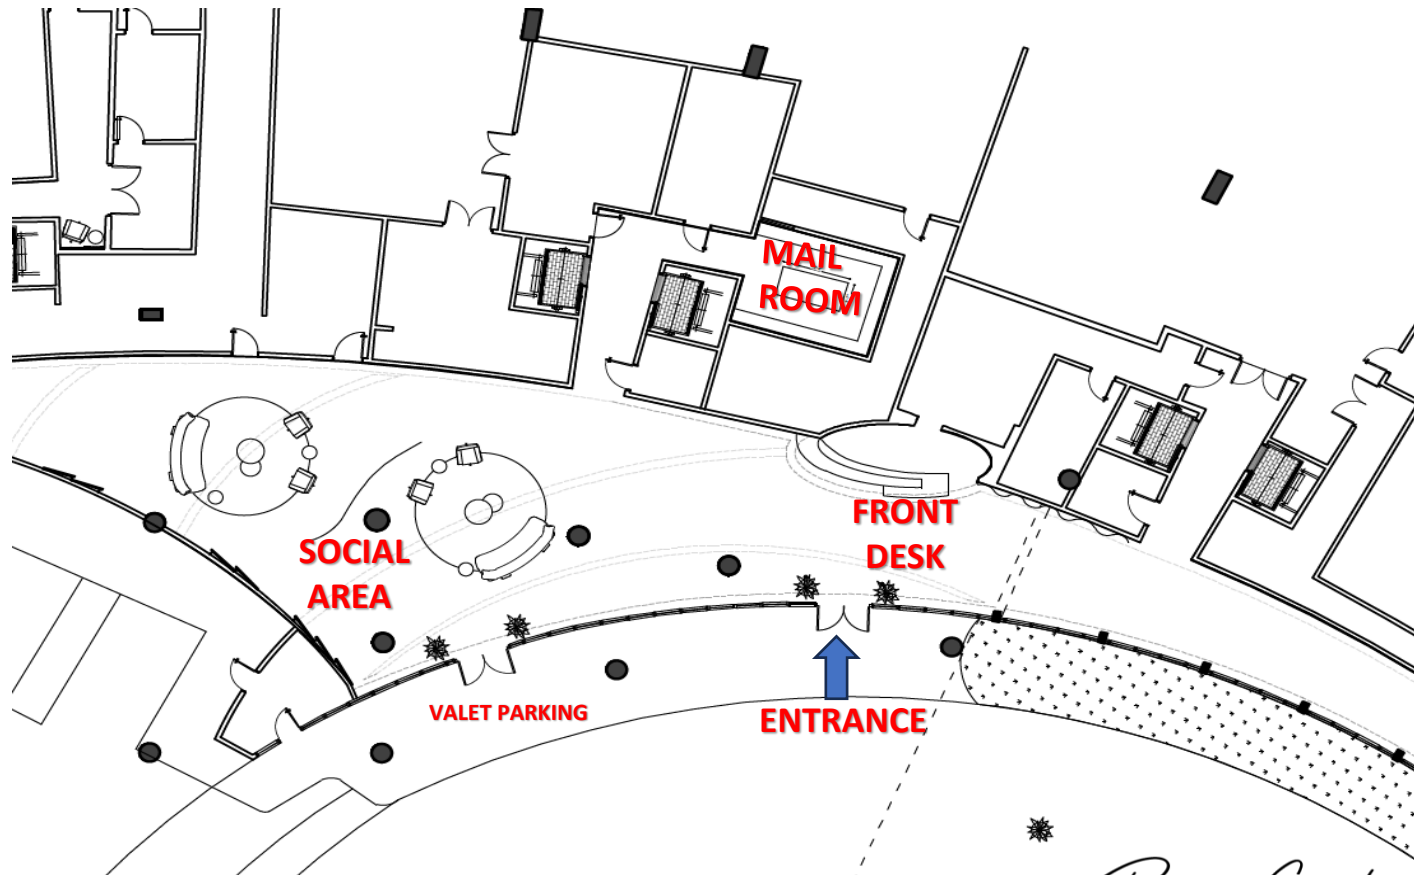 MAIL
ROOM
FRONT
DESK
SOCIAL
AREA
VALET PARKING
ENTRANCE